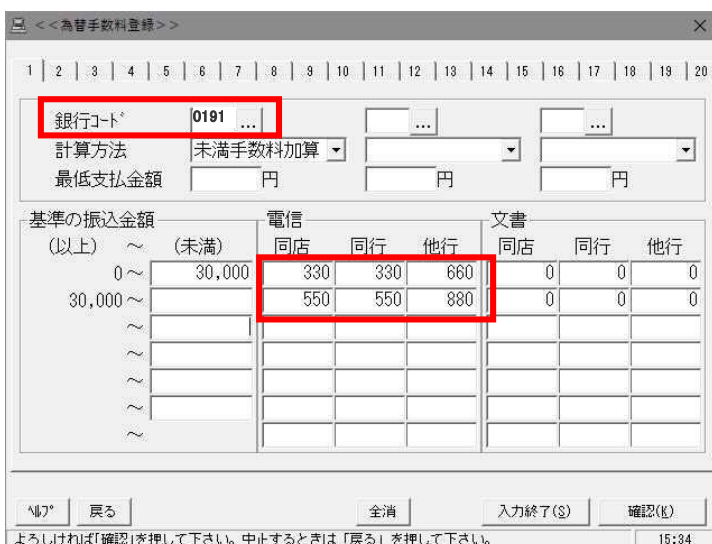 <<為替手数料登録>> ×
1 2 3 4 5 6 7 8 9 10 11 12 13 14 15 16 17 18 19 20
銀行ｺｰﾄﾞ 0191 ... ... ...
計算方法 未満手数料加算
最低支払金額 円 円 円
基準の振込金額 電信 文書
(以上) ～ (未満) 同店 同行 他行 同店 同行 他行
0～ 30,000 330 330 660 0 0 0
30,000～ 550 550 880 0 0 0
～
～
～
～
～
ﾍﾙﾌﾟ 戻る 全消 入力終了(S) 確認(K)
よろしければ「確認」を押して下さい。中止するときは「戻る」を押して下さい。 15:34